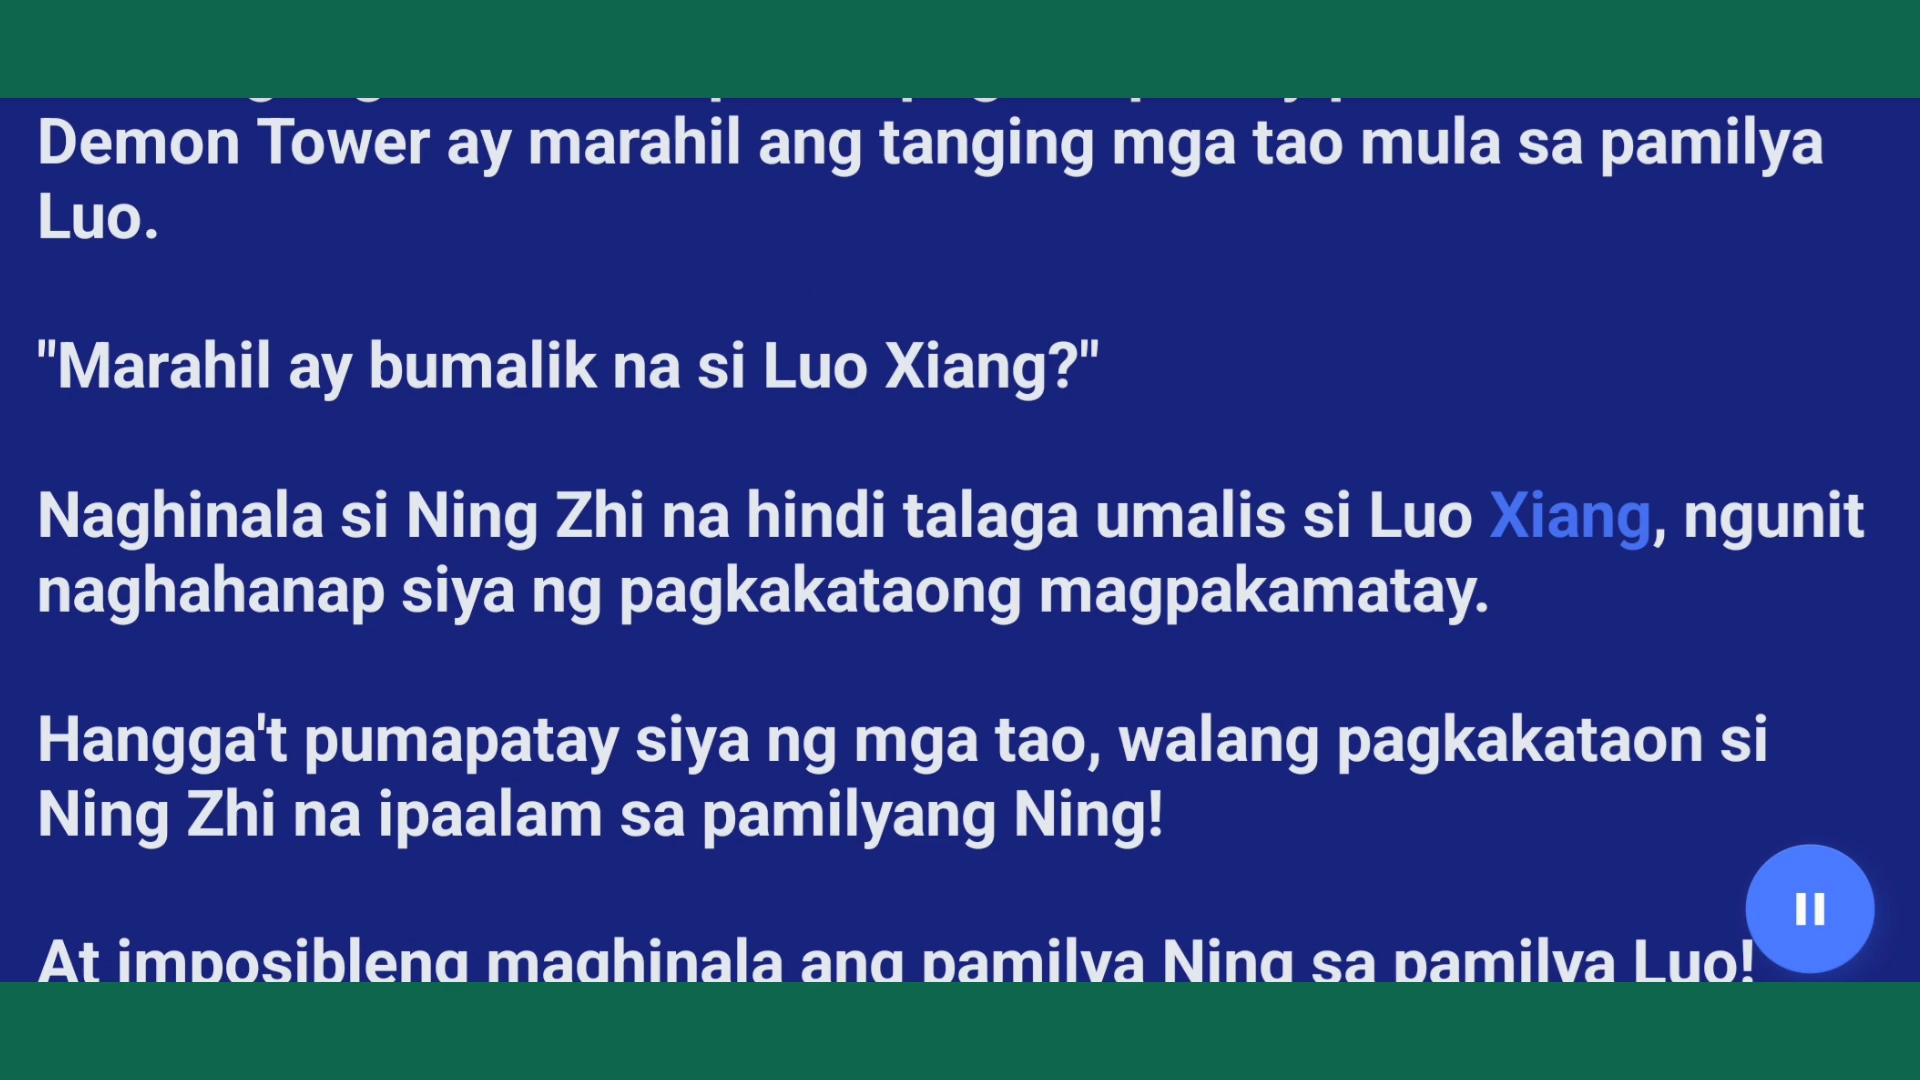 Demon Tower ay marahil ang tanging mga tao mula sa pamilya
Luo.
"Marahil ay bumalik na si Luo Xiang?"
Naghinala si Ning Zhi na hindi talaga umalis si Luo Xiang, ngunit
naghahanap siya ng pagkakataong magpakamatay.
Hangga't pumapatay siya ng mga tao, walang pagkakataon si
Ning Zhi na ipaalam sa pamilyang Ning!
At imposibleng maghinala ang pamilya Ning sa pamilya Luo!